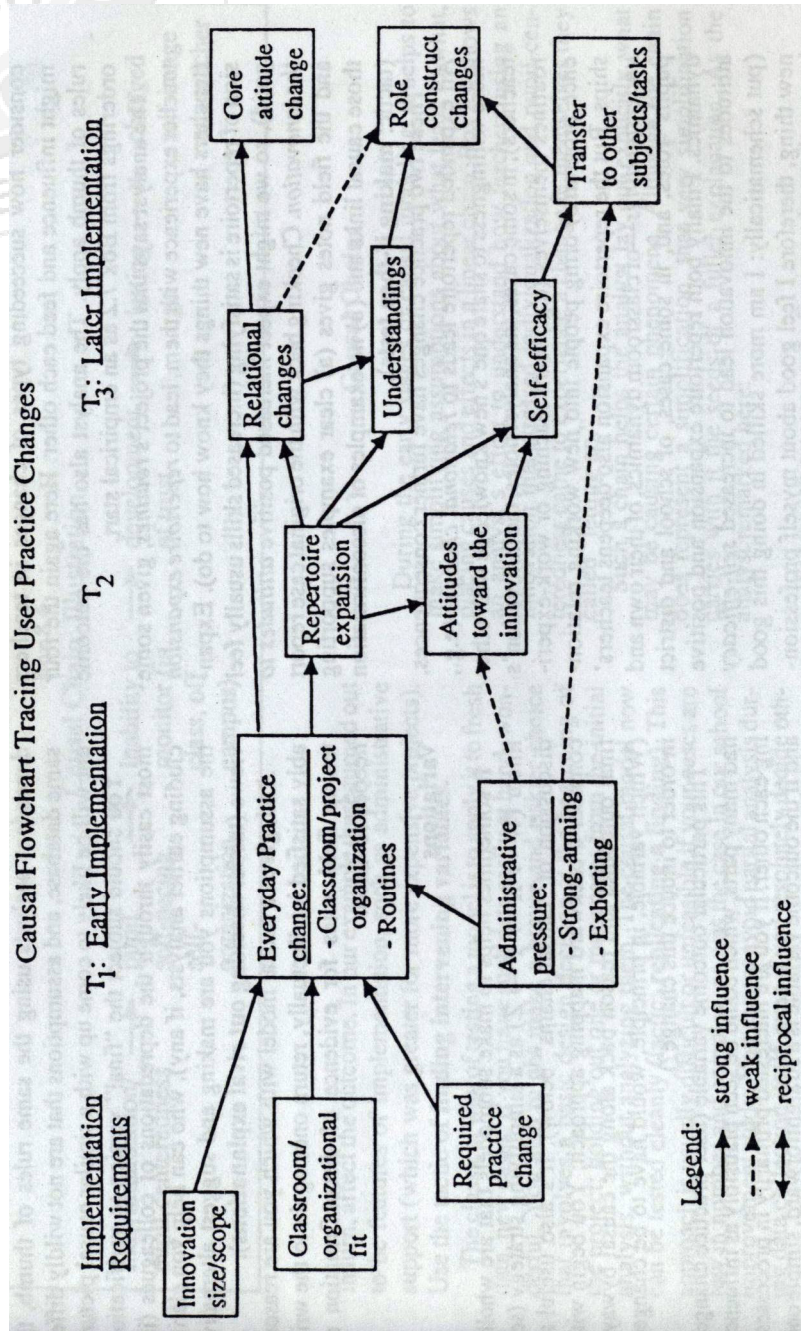 Causal Flowchart Tracing User Practice Changes
Implementation
Requirements
T1: Early Implementation
T2
T3: Later Implementation
Innovation
size/scope
Classroom/
organizational
fit
Required
practice
change
Everyday Practice
change:
- Classroom/project
organization
- Routines
Administrative
pressure:
- Strong-arming
- Exhorting
Repertoire
expansion
Attitudes
toward the
innovation
Relational
changes
Understandings
Self-efficacy
Core
attitude
change
Role
construct
changes
Transfer
to other
subjects/tasks
Legend:
strong influence
weak influence
reciprocal influence